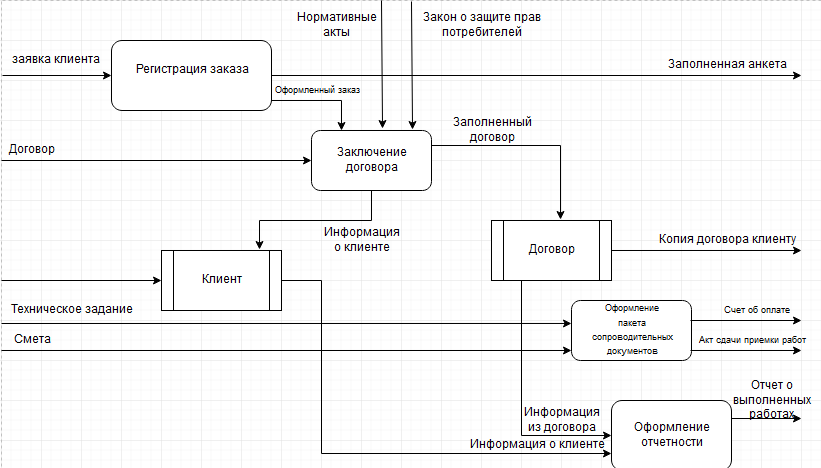 Нормативные
акты
Закон о защите прав
потребителей
заявка клиента
Регистрация заказа
Заполненная анкета
Оформленный заказ
Заполненный
договор
Договор
Заключение
договора
Информация
о клиенте
Договор
Копия договора клиенту
Клиент
Техническое задание
Оформление
пакета
сопроводительных
документов
Счет об оплате
Смета
Акт сдачи приемки работ
Отчет о
выполненных
работах
Информация
из договора
Оформление
отчетности
Информация о клиенте